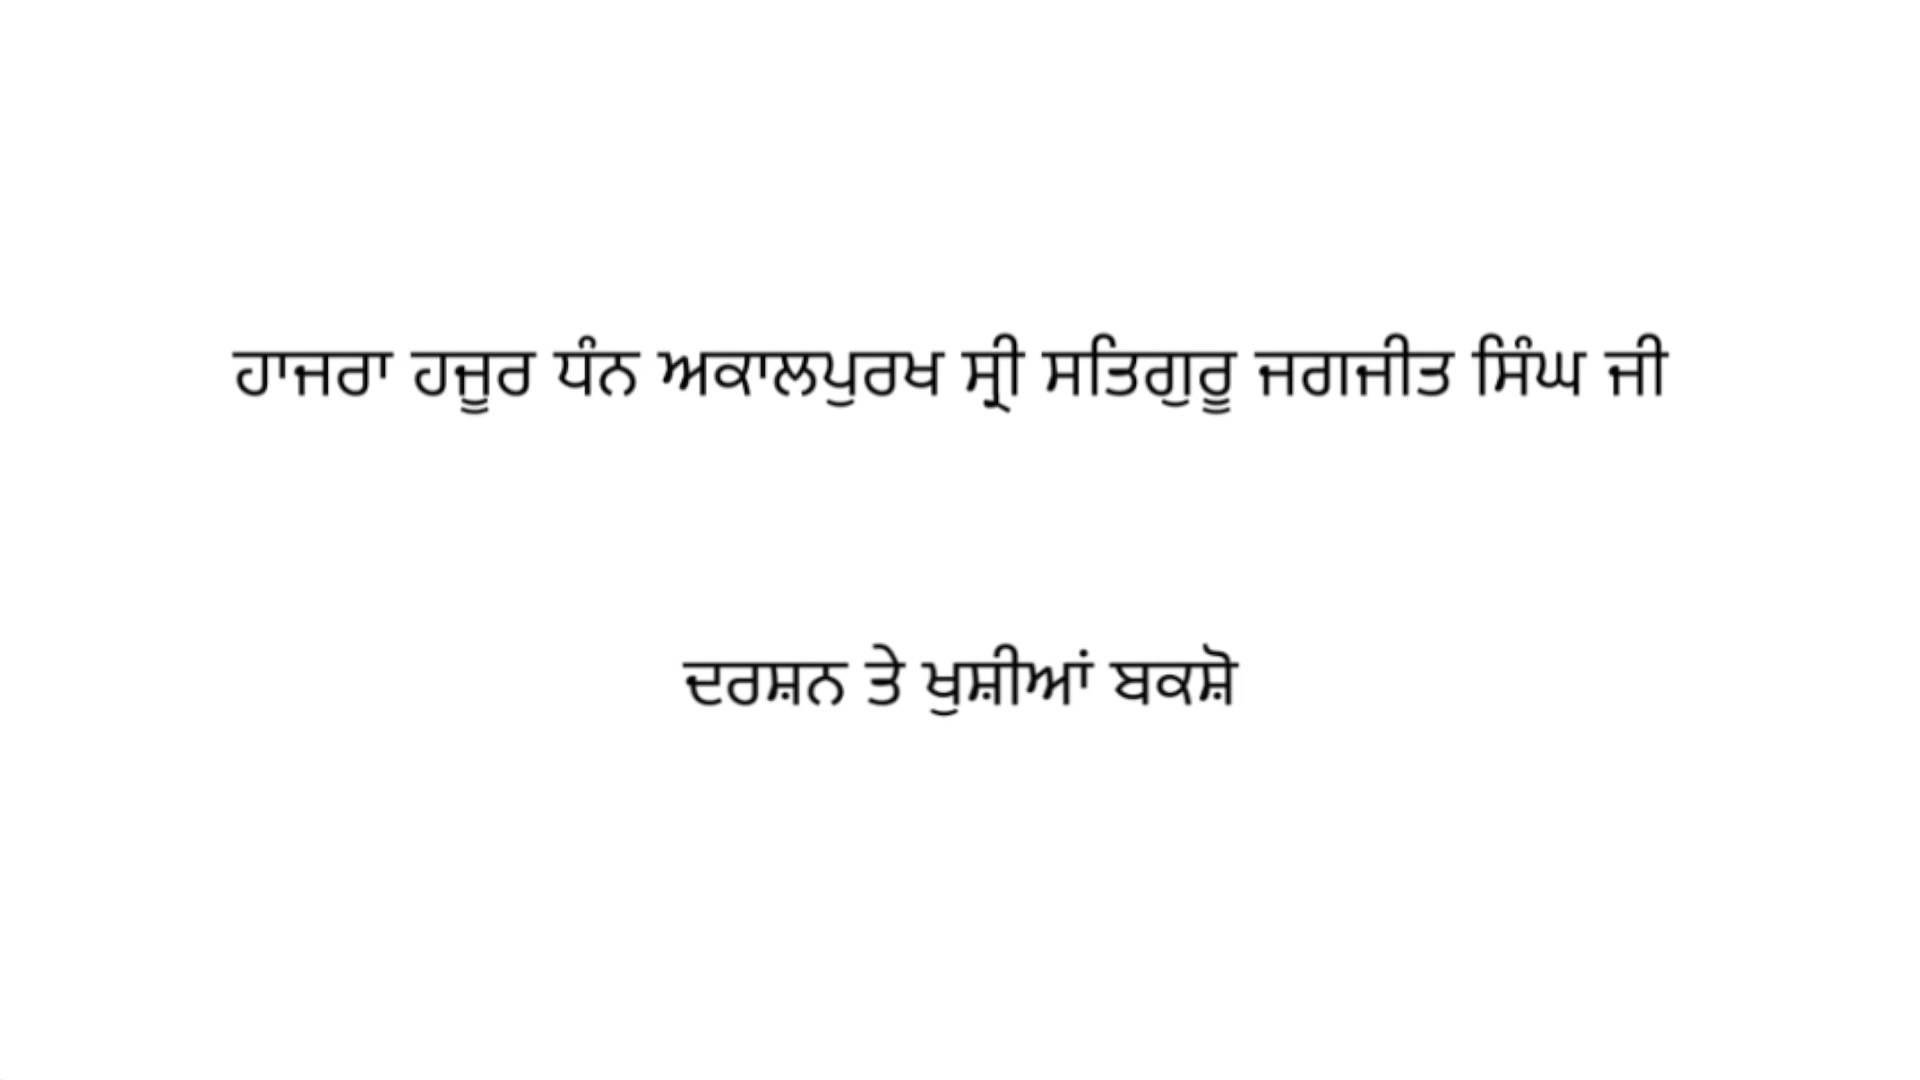 ਹਾਜਰਾ ਹਜੂਰ ਧੰਨ ਅਕਾਲਪੁਰਖ ਸ੍ਰੀ ਸਤਿਗੁਰੂ ਜਗਜੀਤ ਸਿੰਘ ਜੀ
ਦਰਸ਼ਨ ਤੇ ਖੁਸ਼ੀਆਂ ਬਕਸ਼ੋ